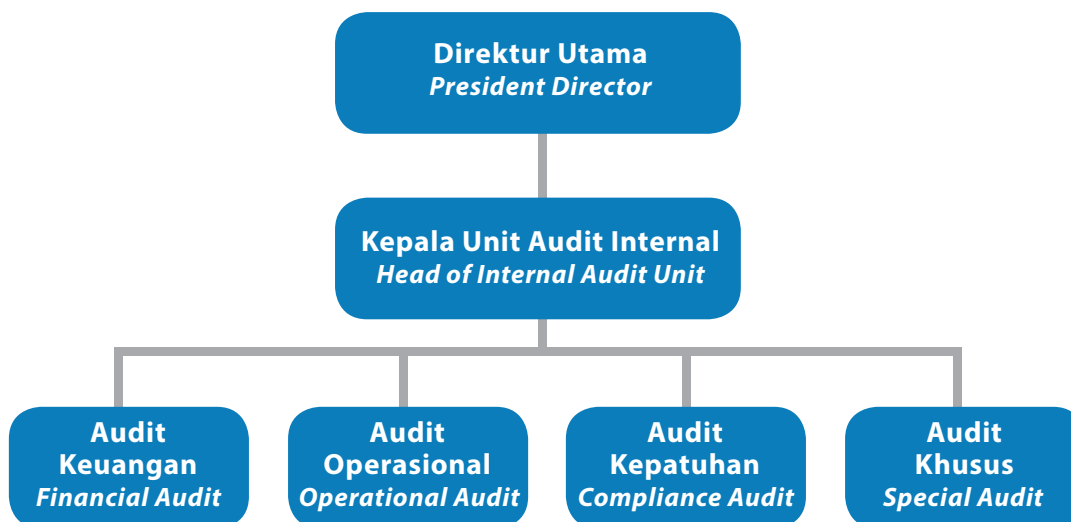 Direktur Utama
President Director
Kepala Unit Audit Internal
Head of Internal Audit Unit
Audit
Keuangan
Financial Audit
Audit
Operasional
Operational Audit
Audit
Kepatuhan
Compliance Audit
Audit
Khusus
Special Audit